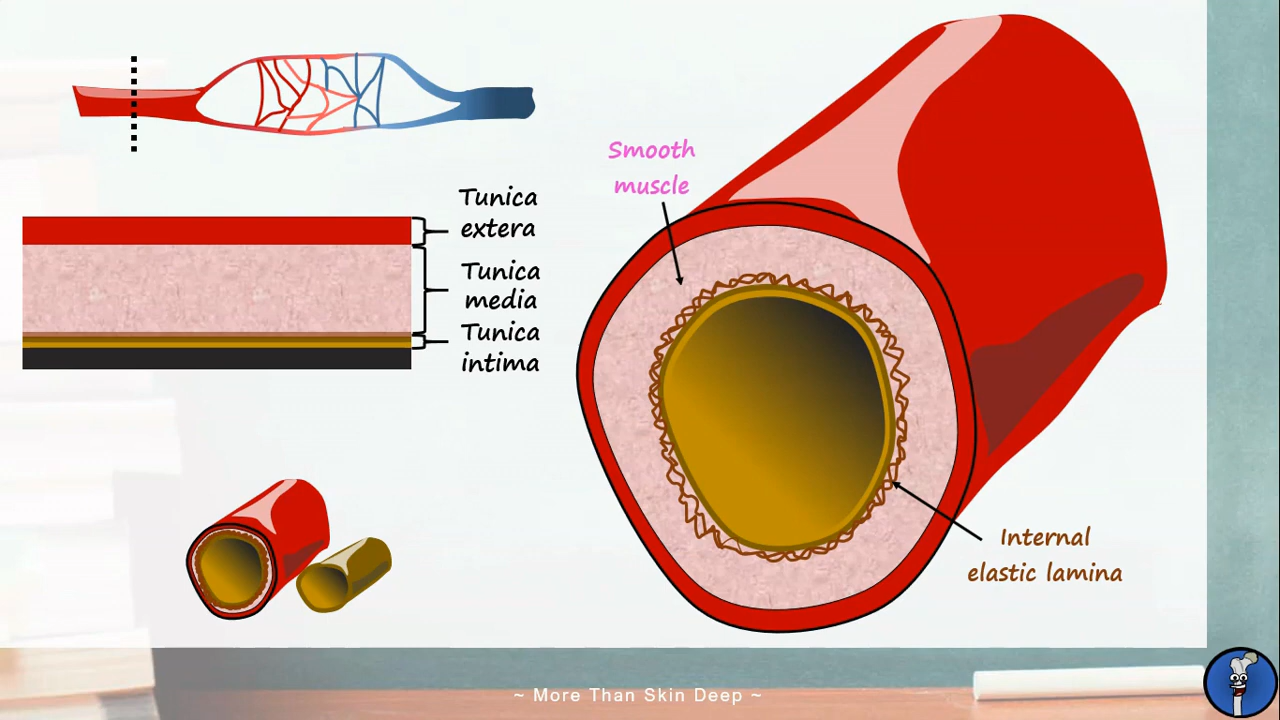 Smooth
muscle
Tunica
extera
Tunica
media
Tunica
intima
Internal
elastic lamina
~ More Than Skin Deep ~